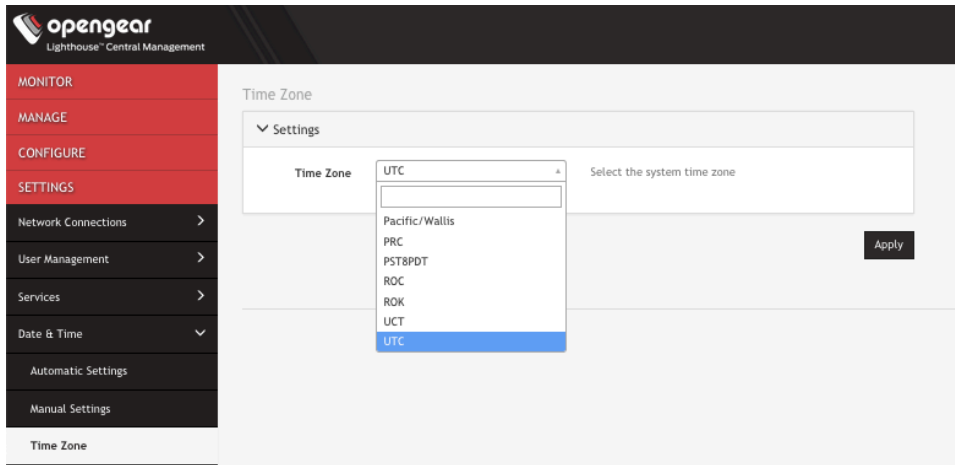 opengear
Lighthouse™ Central Management
MONITOR
MANAGE
CONFIGURE
SETTINGS
Network Connections
User Management
Services
Date & Time
Automatic Settings
Manual Settings
Time Zone
Time Zone
Settings
Time Zone
UTC
Select the system time zone
Pacific/Wallis
PRC
PST8PDT
ROC
ROK
UCT
UTC
Apply